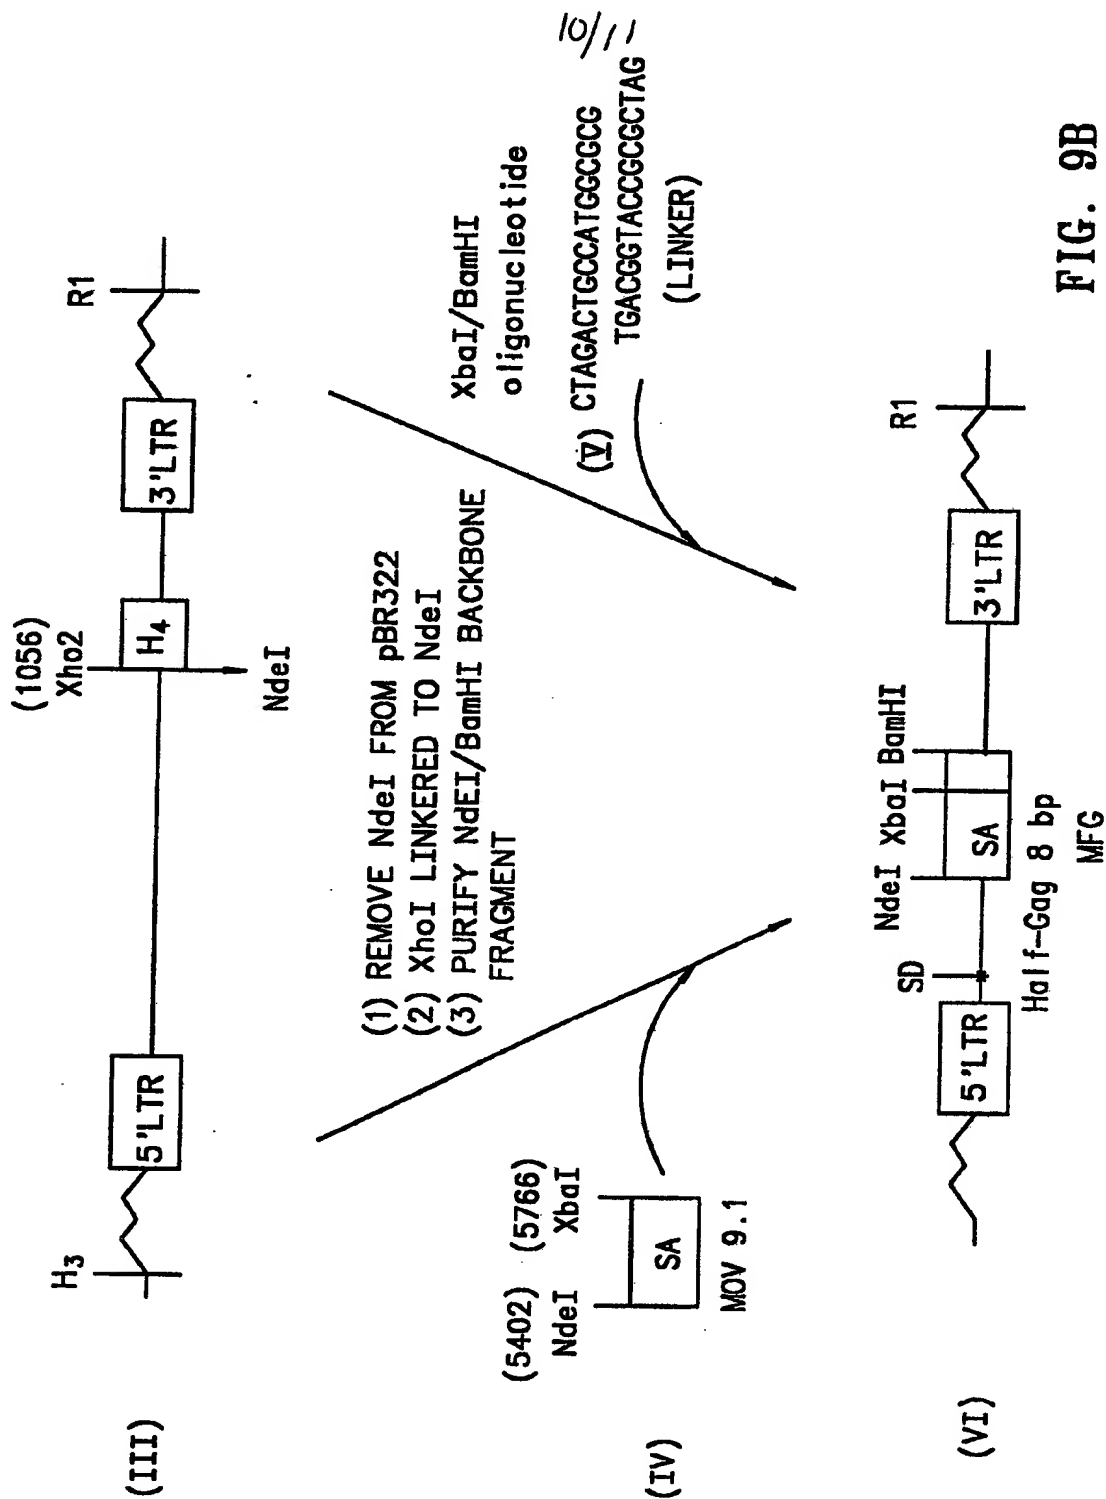 10/11
(III)
H3
5'LTR
(1056)
Xho2
H4
NdeI
3'LTR
R1
(1) REMOVE NdeI FROM pBR322
(2) XhoI LINKERED TO NdeI
(3) PURIFY NdEI/BamHI BACKBONE
FRAGMENT
XbaI/BamHI
oligonucleotide
(V) CTAGACTGCCATGGCGCG
TGACGGTACCGCGCTAG
(LINKER)
(IV)
(5402)
NdeI
(5766)
XbaI
SA
MOV 9.1
(VI)
5'LTR
SD
NdeI XbaI BamHI
SA
3'LTR
R1
Half-Gag 8 bp
MFG
FIG. 9B